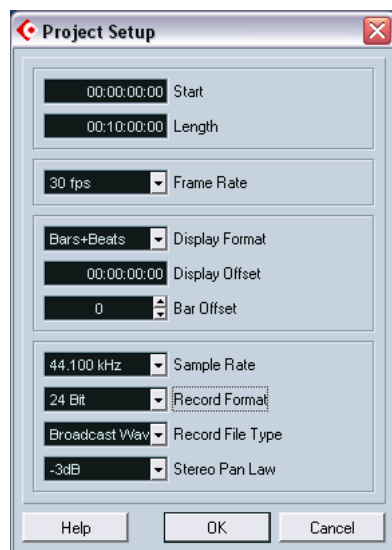 Project Setup
00:00:00:00 Start
00:10:00:00 Length
30 fps Frame Rate
Bars+Beats Display Format
00:00:00:00 Display Offset
0 Bar Offset
44.100 kHz Sample Rate
24 Bit Record Format
Broadcast Wav Record File Type
-3dB Stereo Pan Law
Help OK Cancel